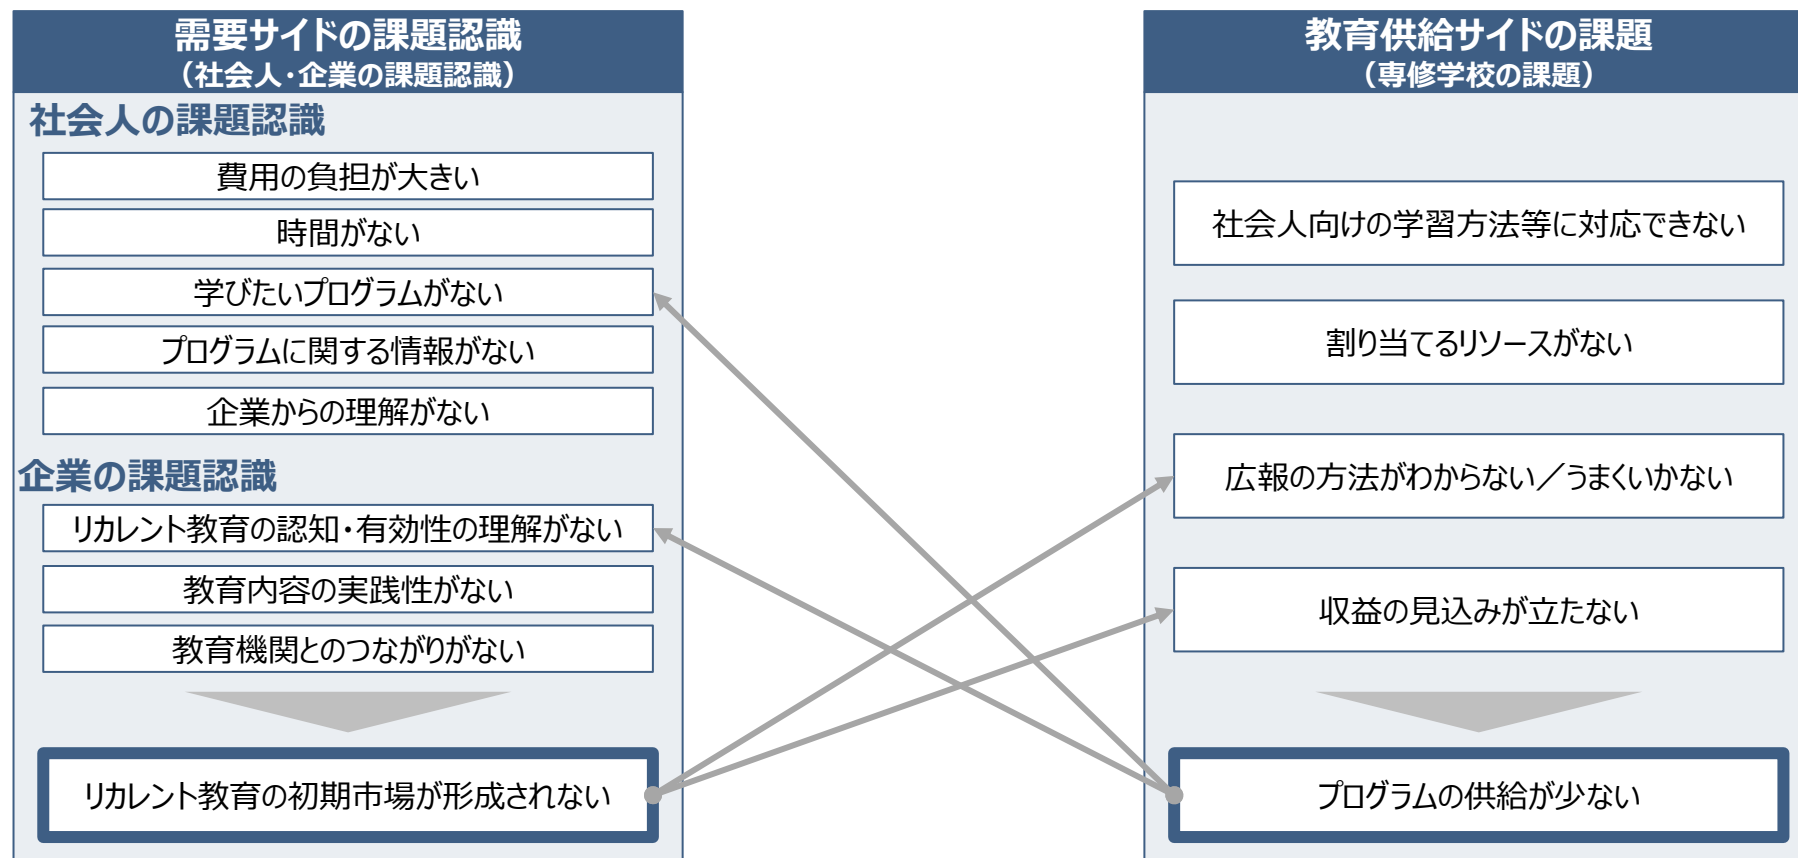 需要サイドの課題認識
（社会人・企業の課題認識）
社会人の課題認識
費用の負担が大きい
時間がない
学びたいプログラムがない
プログラムに関する情報がない
企業からの理解がない
企業の課題認識
リカレント教育の認知・有効性の理解がない
教育内容の実践性がない
教育機関とのつながりがない
リカレント教育の初期市場が形成されない
教育供給サイドの課題
（専修学校の課題）
社会人向けの学習方法等に対応できない
割り当てるリソースがない
広報の方法がわからない／うまくいかない
収益の見込みが立たない
プログラムの供給が少ない